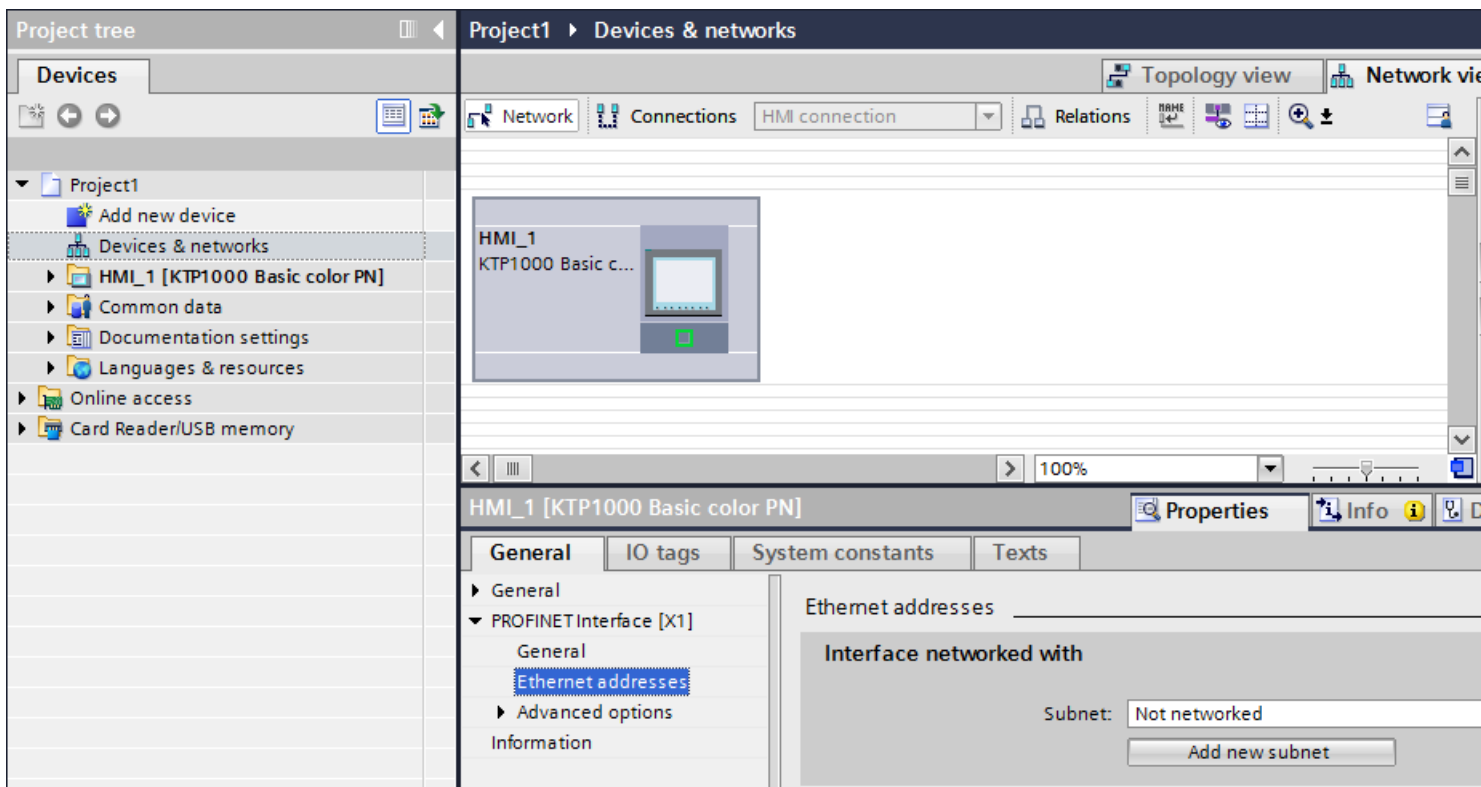 Project tree
Devices
Project1
Add new device
Devices & networks
HMI_1 [KTP1000 Basic color PN]
Common data
Documentation settings
Languages & resources
Online access
Card Reader/USB memory
Project1 Devices & networks
Topology view Network vie
Network Connections HMI connection Relations NAME
HMI_1
KTP1000 Basic c...
100%
HMI_1 [KTP1000 Basic color PN] Properties Info D
General IO tags System constants Texts
General
PROFINET Interface [X1]
General
Ethernet addresses
Advanced options
Information
Ethernet addresses
Interface networked with
Subnet: Not networked
Add new subnet